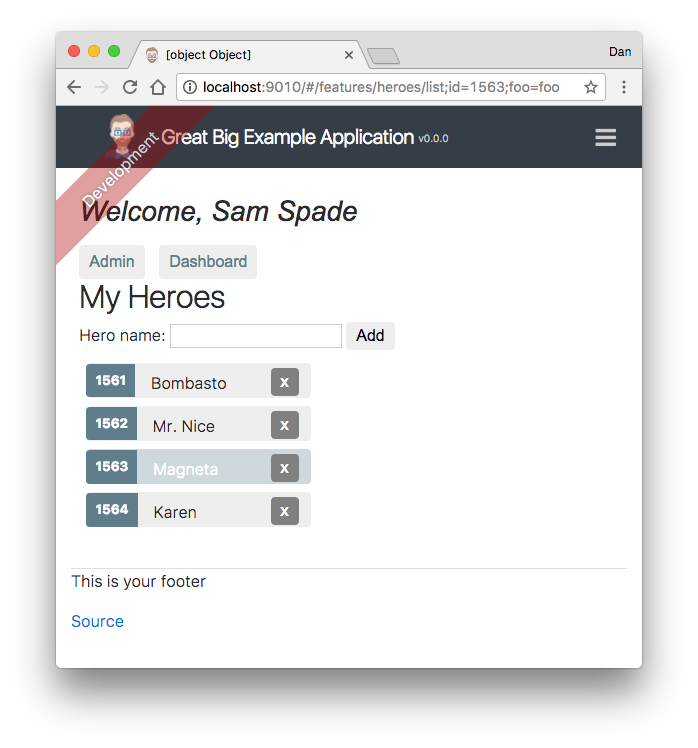 [object Object]
Dan
localhost:9010/#/features/heroes/list;id=1563;foo=foo
Great Big Example Application v0.0.0
Development
Welcome, Sam Spade
Admin Dashboard
My Heroes
Hero name: Add
1561 Bombasto x
1562 Mr. Nice x
1563 Magneta x
1564 Karen x
This is your footer
Source